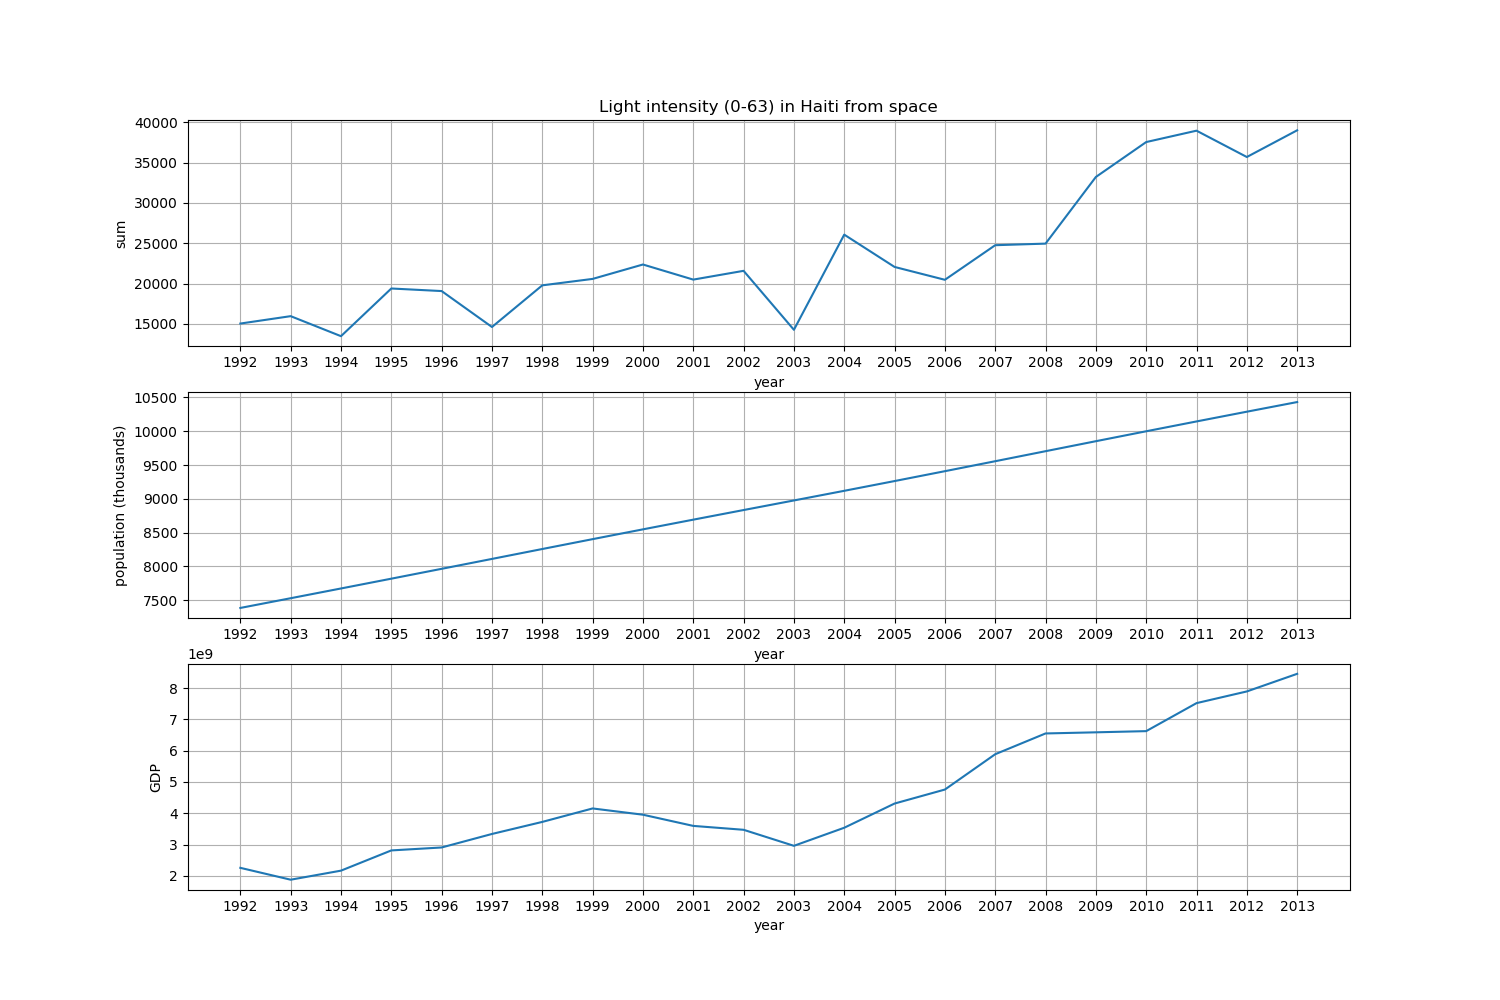 Light intensity (0-63) in Haiti from space
40000
35000
30000
25000
20000
15000
sum
1992 1993 1994 1995 1996 1997 1998 1999 2000 2001 2002 2003 2004 2005 2006 2007 2008 2009 2010 2011 2012 2013
year
10500
10000
9500
9000
8500
8000
7500
population (thousands)
1992 1993 1994 1995 1996 1997 1998 1999 2000 2001 2002 2003 2004 2005 2006 2007 2008 2009 2010 2011 2012 2013
year
1e9
8
7
6
5
4
3
2
GDP
1992 1993 1994 1995 1996 1997 1998 1999 2000 2001 2002 2003 2004 2005 2006 2007 2008 2009 2010 2011 2012 2013
year